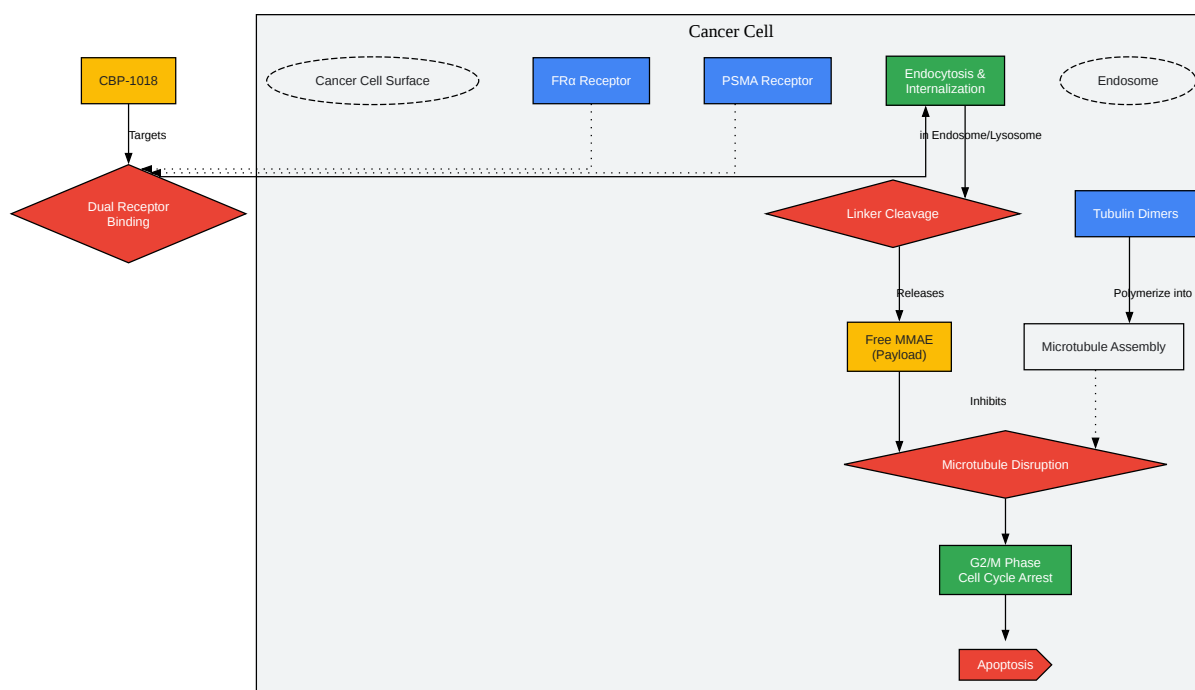 Cancer Cell
CBP-1018
Cancer Cell Surface
FRα Receptor
PSMA Receptor
Endocytosis &
Internalization
Endosome
Targets
in Endosome/Lysosome
Dual Receptor
Binding
Linker Cleavage
Tubulin Dimers
Releases
Polymerize into
Free MMAE
(Payload)
Microtubule Assembly
Inhibits
Microtubule Disruption
G2/M Phase
Cell Cycle Arrest
Apoptosis